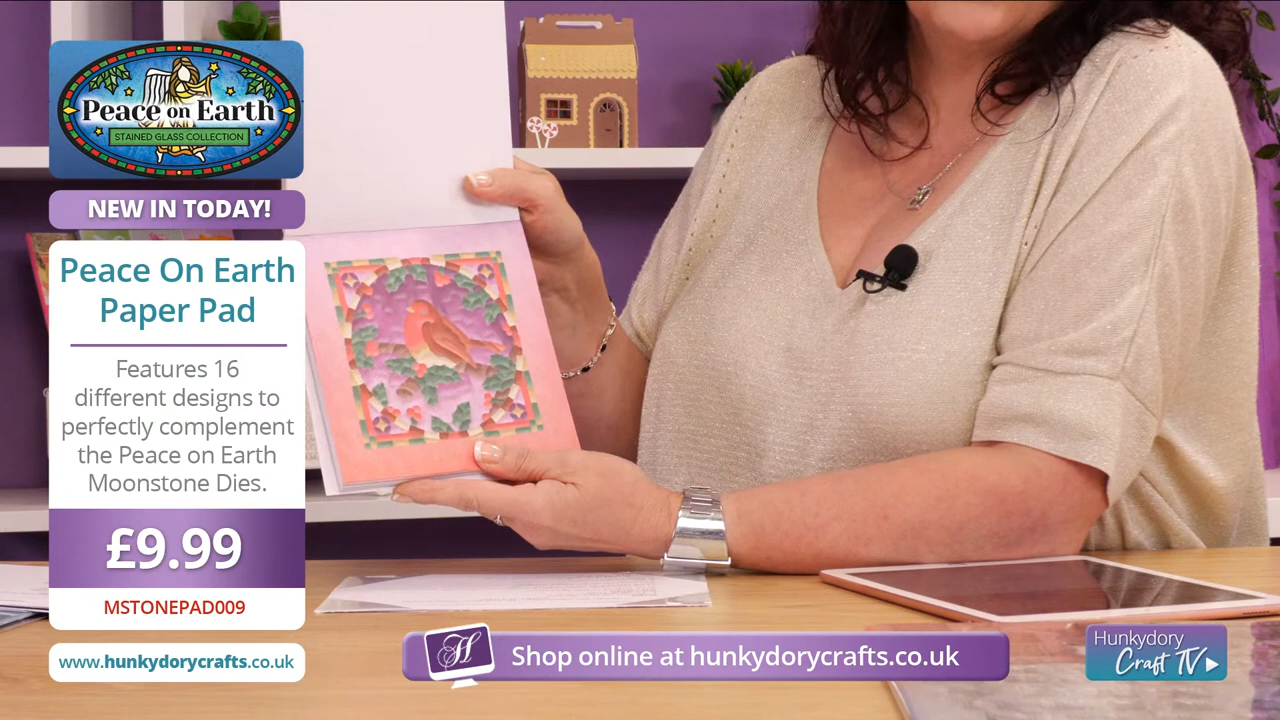 Peace on Earth
STAINED GLASS COLLECTION
NEW IN TODAY!
Peace On Earth
Paper Pad
Features 16
different designs to
perfectly complement
the Peace on Earth
Moonstone Dies.
£9.99
MSTONEPAD009
www.hunkydorycrafts.co.uk
H
Shop online at hunkydorycrafts.co.uk
Hunkydory
Craft TV